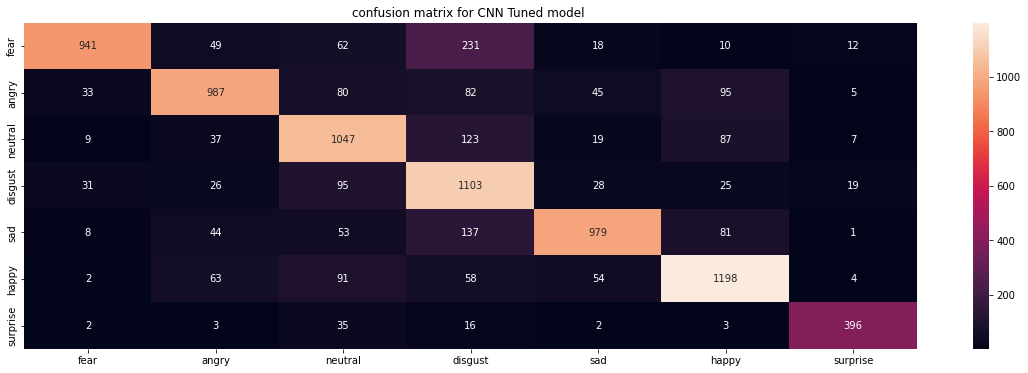 confusion matrix for CNN Tuned model
fear 941 49 62 231 18 10 12
angry 33 987 80 82 45 95 5
neutral 9 37 1047 123 19 87 7
disgust 31 26 95 1103 28 25 19
sad 8 44 53 137 979 81 1
happy 2 63 91 58 54 1198 4
surprise 2 3 35 16 2 3 396
fear angry neutral disgust sad happy surprise
1000
800
600
400
200